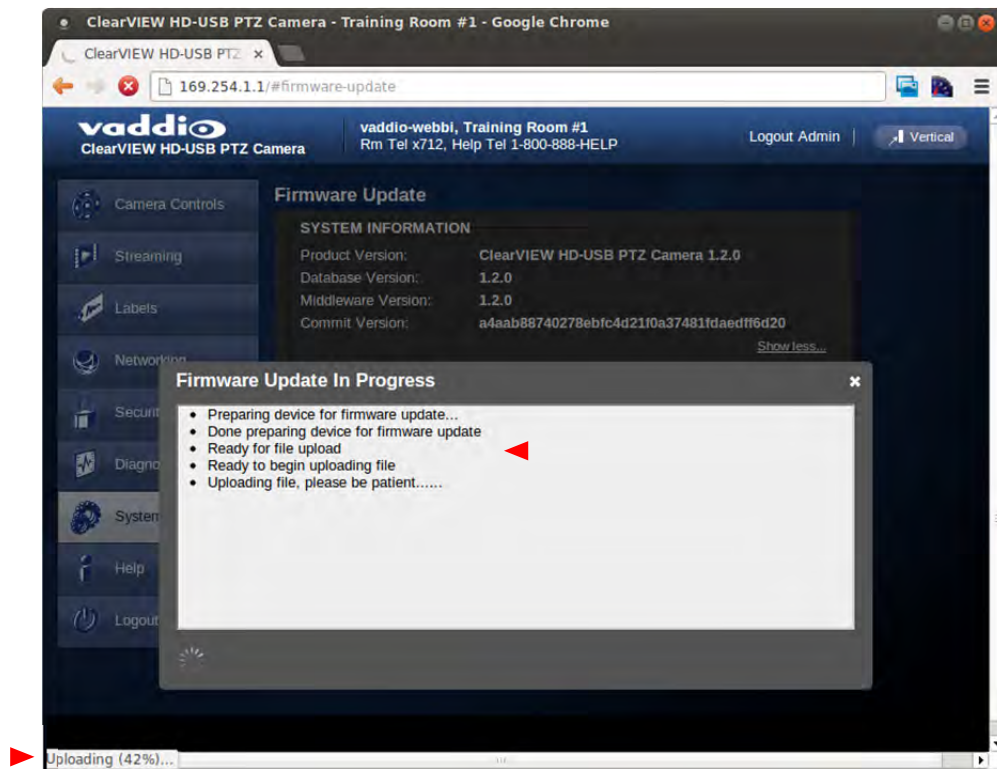 ClearVIEW HD-USB PTZ Camera - Training Room #1 - Google Chrome
ClearVIEW HD-USB PTZ
169.254.1.1/#firmware-update
vaddio
ClearVIEW HD-USB PTZ Camera
vaddio-webbi, Training Room #1
Rm Tel x712, Help Tel 1-800-888-HELP
Logout Admin
Vertical
Camera Controls
Streaming
Labels
Networking
Securit
Diagno
System
Help
Logout
Firmware Update
SYSTEM INFORMATION
Product Version: ClearVIEW HD-USB PTZ Camera 1.2.0
Database Version: 1.2.0
Middleware Version: 1.2.0
Commit Version: a4aab88740278ebfc4d21f0a37481fdaedff6d20
Show less...
Firmware Update In Progress
• Preparing device for firmware update...
• Done preparing device for firmware update
• Ready for file upload
• Ready to begin uploading file
• Uploading file, please be patient......
Uploading (42%)...